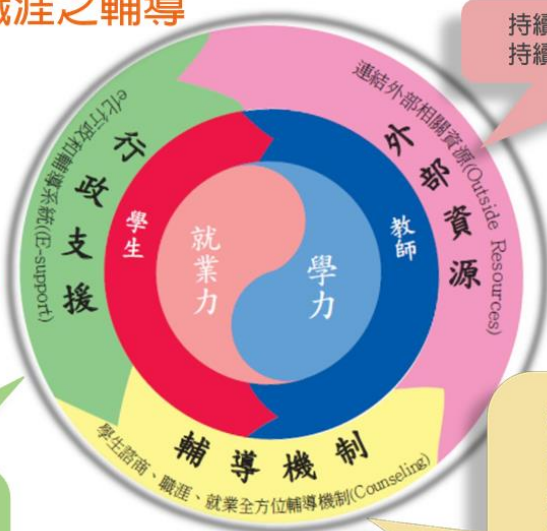 職涯之輔導
持續
持續
e化行政和輔導系統((E-support)
行政支援
連結外部相關資源(Outside Resources)
外部資源
學生
教師
就業力
學力
輔導機制
學生諮商、職涯、就業全方位輔導機制(Counseling)